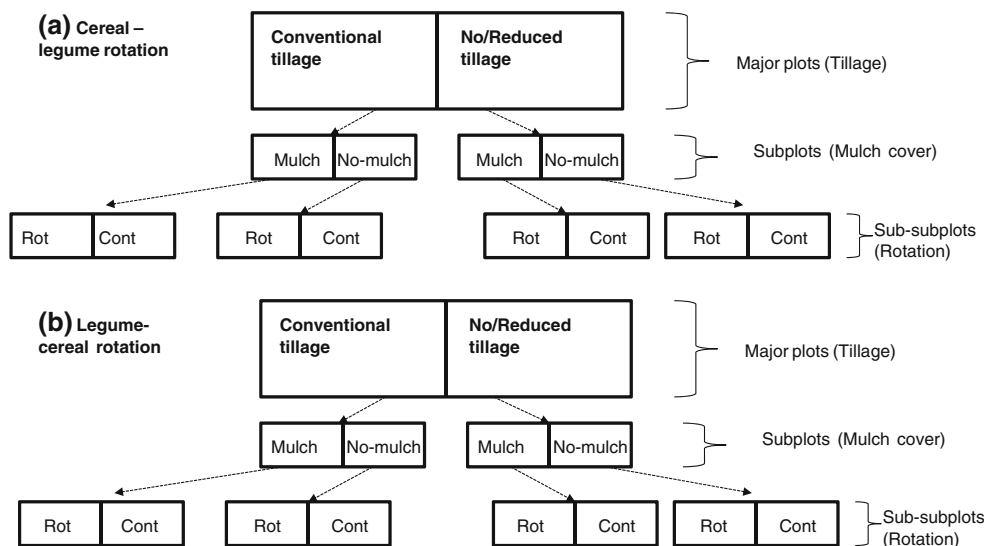 (a) Cereal –
legume rotation
Conventional
tillage
No/Reduced
tillage
Major plots (Tillage)
Mulch
No-mulch
Mulch
No-mulch
Subplots (Mulch cover)
Rot
Cont
Rot
Cont
Rot
Cont
Rot
Cont
Sub-subplots
(Rotation)
(b) Legume-
cereal rotation
Conventional
tillage
No/Reduced
tillage
Major plots (Tillage)
Mulch
No-mulch
Mulch
No-mulch
Subplots (Mulch cover)
Rot
Cont
Rot
Cont
Rot
Cont
Rot
Cont
Sub-subplots
(Rotation)